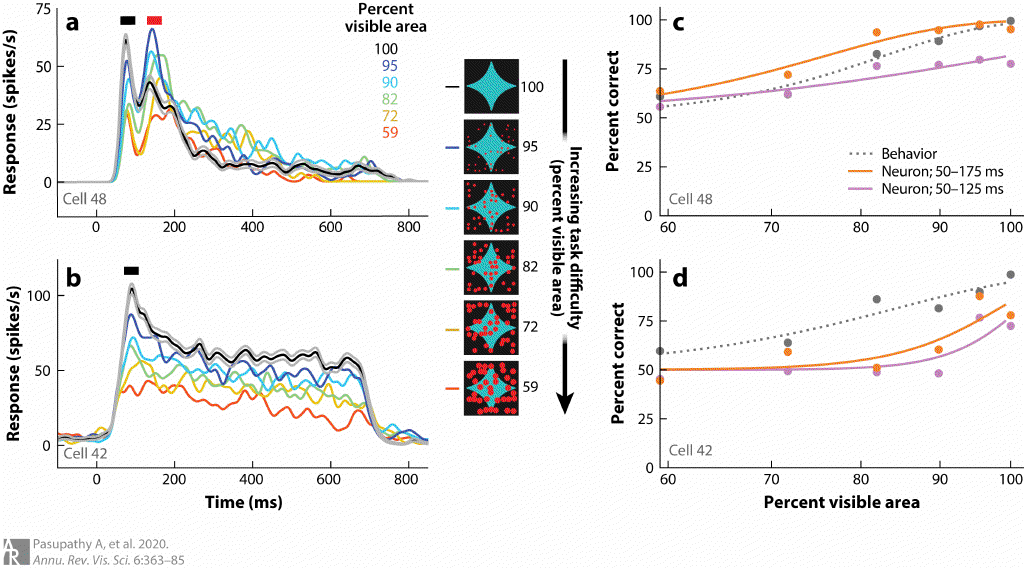 a
Percent
visible area
100
95
90
82
72
59
75
50
25
0
Response (spikes/s)
Cell 48
0
200
400
600
800
b
100
50
0
Response (spikes/s)
Cell 42
0
200
400
600
800
Time (ms)
100
95
90
82
72
59
Increasing task difficulty
(percent visible area)
c
100
75
50
25
0
Percent correct
Behavior
Neuron; 50–175 ms
Neuron; 50–125 ms
Cell 48
60
70
80
90
100
d
100
75
50
25
0
Percent correct
Cell 42
60
70
80
90
100
Percent visible area
AR
Pasupathy A, et al. 2020.
Annu. Rev. Vis. Sci. 6:363–85